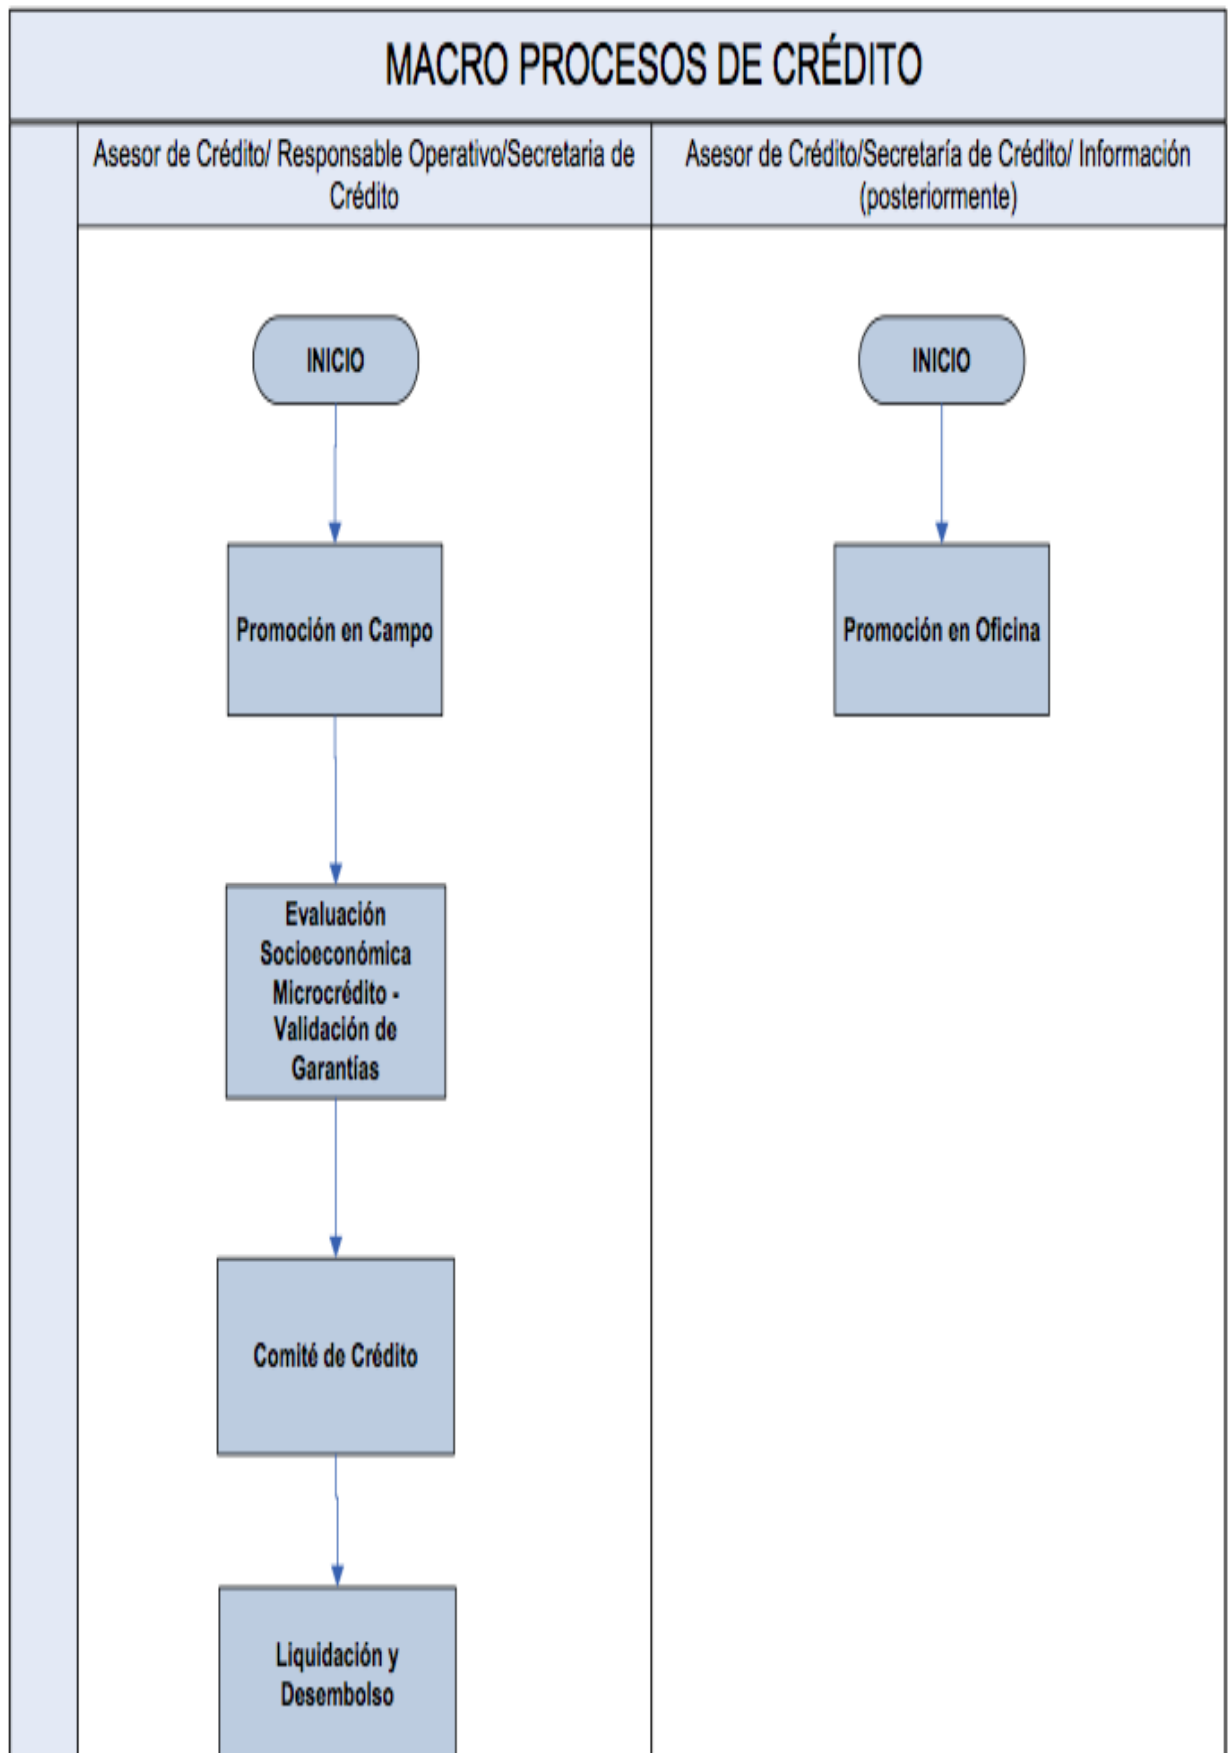 MACRO PROCESOS DE CRÉDITO
Asesor de Crédito/ Responsable Operativo/Secretaria de
Crédito
Asesor de Crédito/Secretaría de Crédito/ Información
(posteriormente)
INICIO
INICIO
Promoción en Campo
Promoción en Oficina
Evaluación
Socioeconómica
Microcrédito -
Validación de
Garantías
Comité de Crédito
Liquidación y
Desembolso